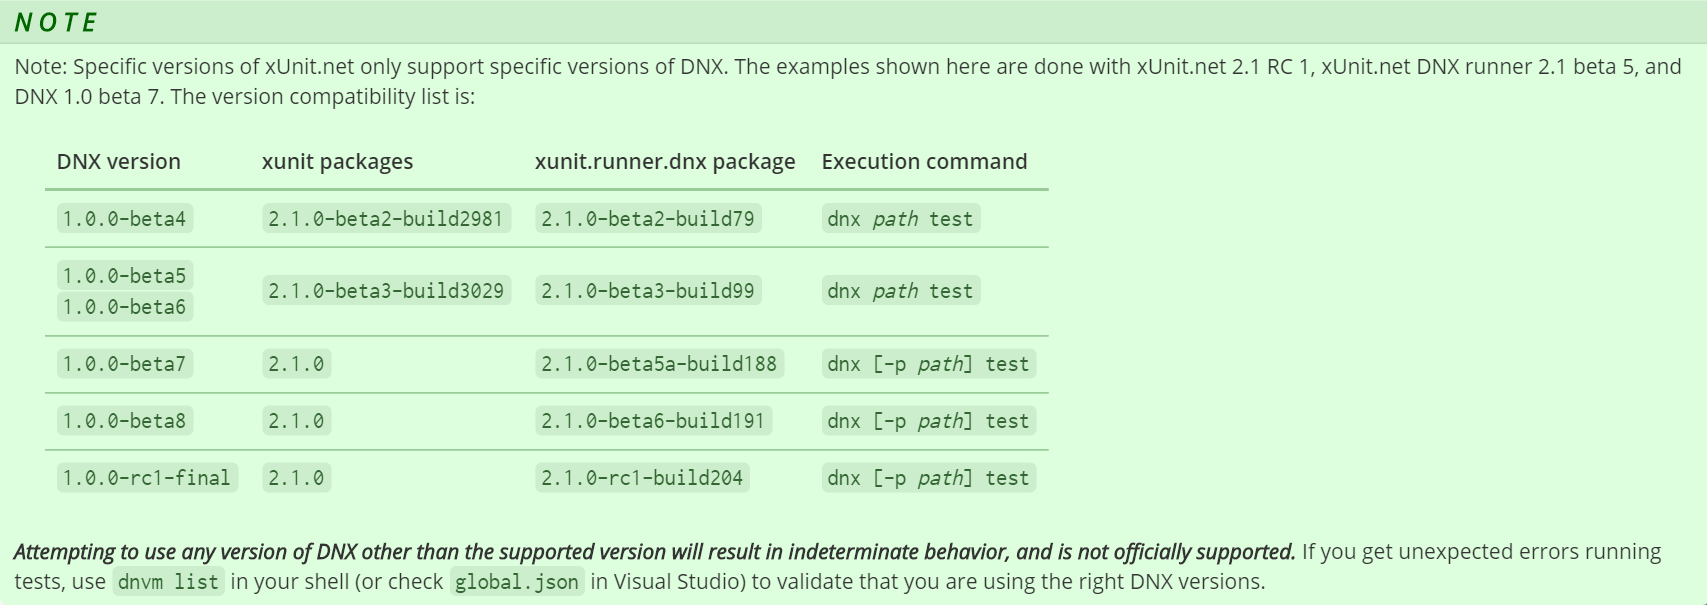 NOTE
Note: Specific versions of xUnit.net only support specific versions of DNX. The examples shown here are done with xUnit.net 2.1 RC 1, xUnit.net DNX runner 2.1 beta 5, and
DNX 1.0 beta 7. The version compatibility list is:
DNX version xunit packages xunit.runner.dnx package Execution command
1.0.0-beta4 2.1.0-beta2-build2981 2.1.0-beta2-build79 dnx path test
1.0.0-beta5
1.0.0-beta6 2.1.0-beta3-build3029 2.1.0-beta3-build99 dnx path test
1.0.0-beta7 2.1.0 2.1.0-beta5a-build188 dnx [-p path] test
1.0.0-beta8 2.1.0 2.1.0-beta6-build191 dnx [-p path] test
1.0.0-rc1-final 2.1.0 2.1.0-rc1-build204 dnx [-p path] test
Attempting to use any version of DNX other than the supported version will result in indeterminate behavior, and is not officially supported. If you get unexpected errors running
tests, use dnvm list in your shell (or check global.json in Visual Studio) to validate that you are using the right DNX versions.